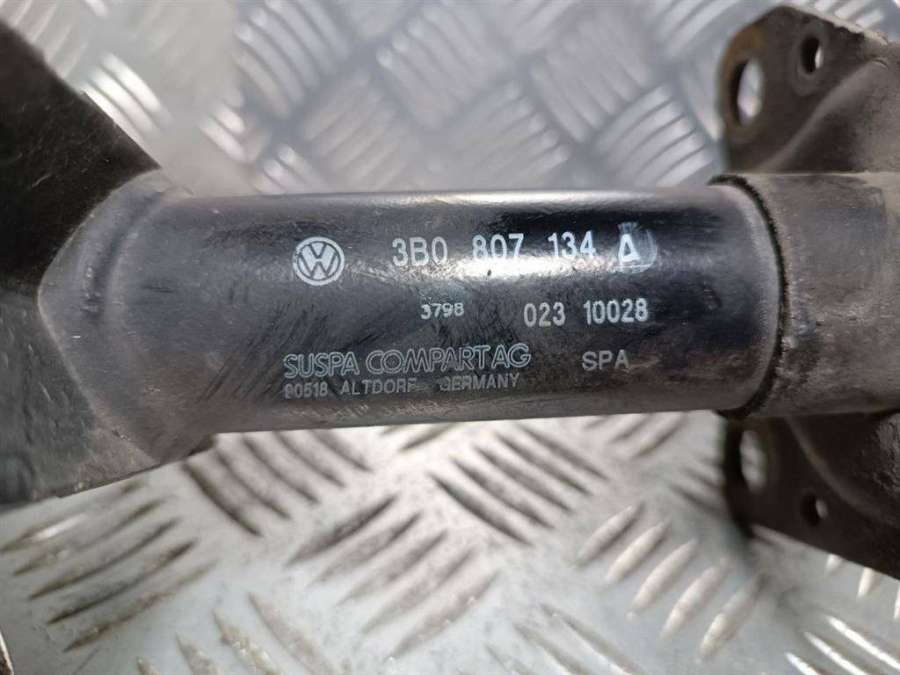 3B0 807 134 A
3798 023 10028
SUSPA COMPART AG SPA
90518 ALTDORF GERMANY